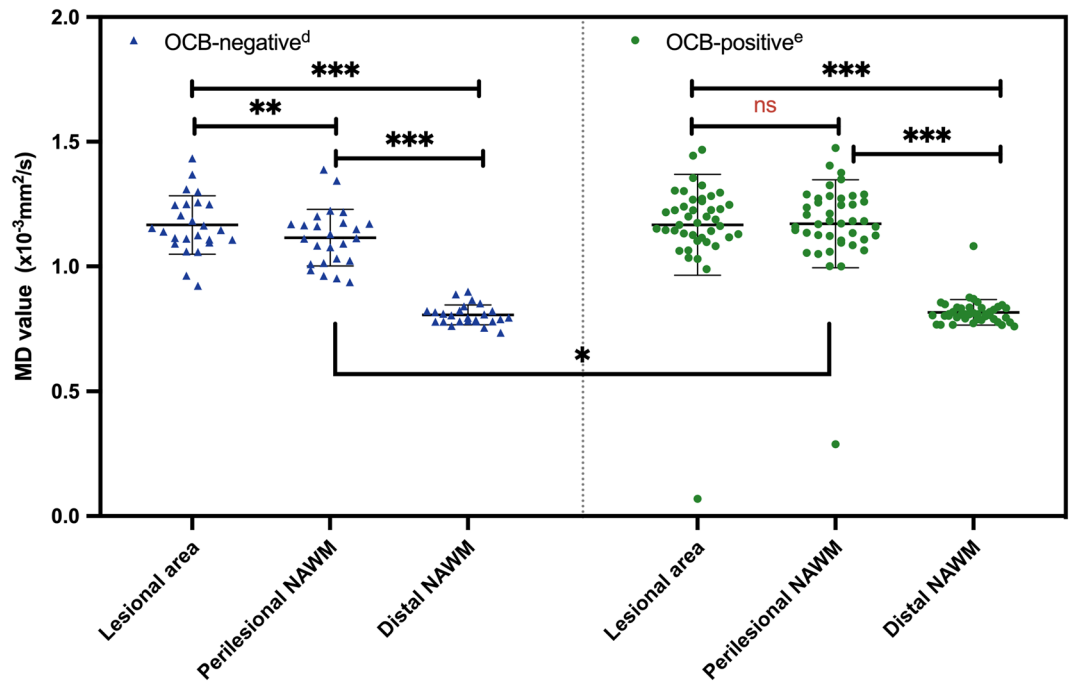 2.0
OCB-negativeᵈ
OCB-positiveᵉ
***
***
**
ns
***
***
1.5
MD value (x10⁻³mm²/s)
1.0
*
0.5
0.0
Lesional area
Perilesional NAWM
Distal NAWM
Lesional area
Perilesional NAWM
Distal NAWM